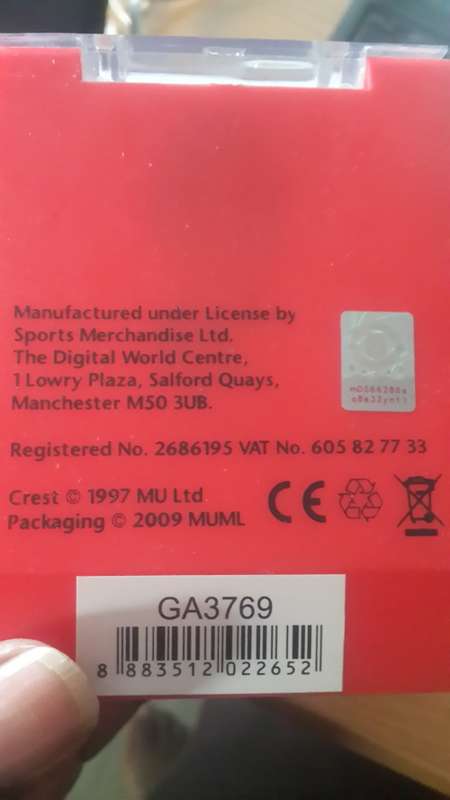 Manufactured under License by
Sports Merchandise Ltd.
The Digital World Centre,
1 Lowry Plaza, Salford Quays,
Manchester M50 3UB.
Registered No. 2686195 VAT No. 605 82 77 33
Crest © 1997 MU Ltd
Packaging © 2009 MUML
CE
GA3769
8 883512 022652